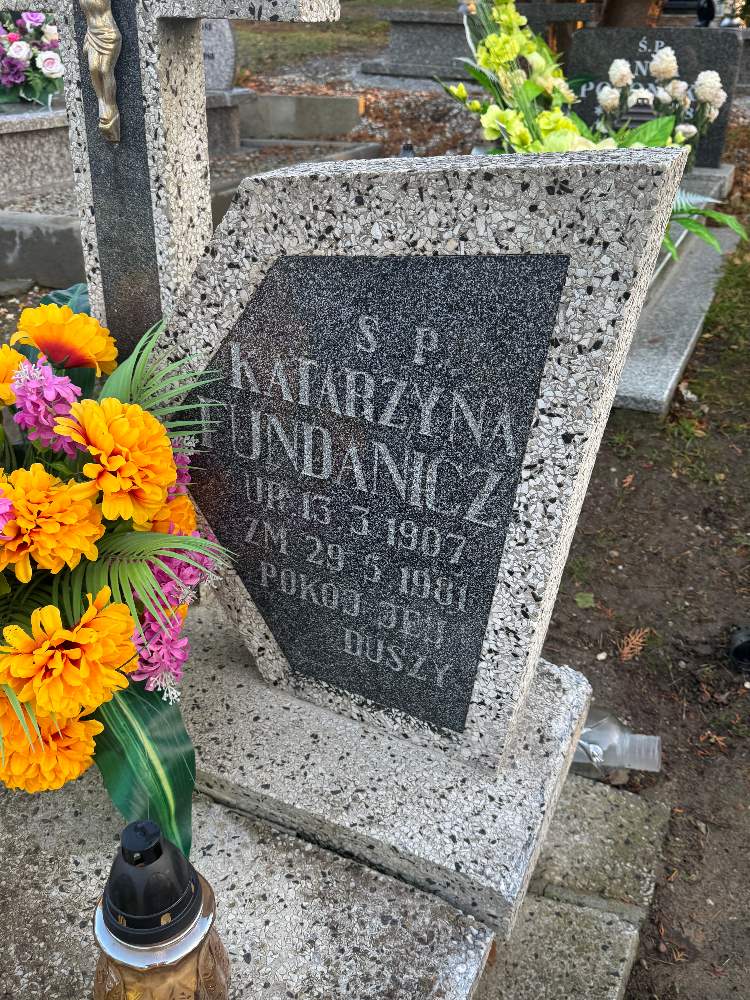 Ś.P.
S P.
KATARZYNA
FUNDANICZ
UR 13 3 1907
ZM 29 5 1981
POKÓJ JEJ
DUSZY